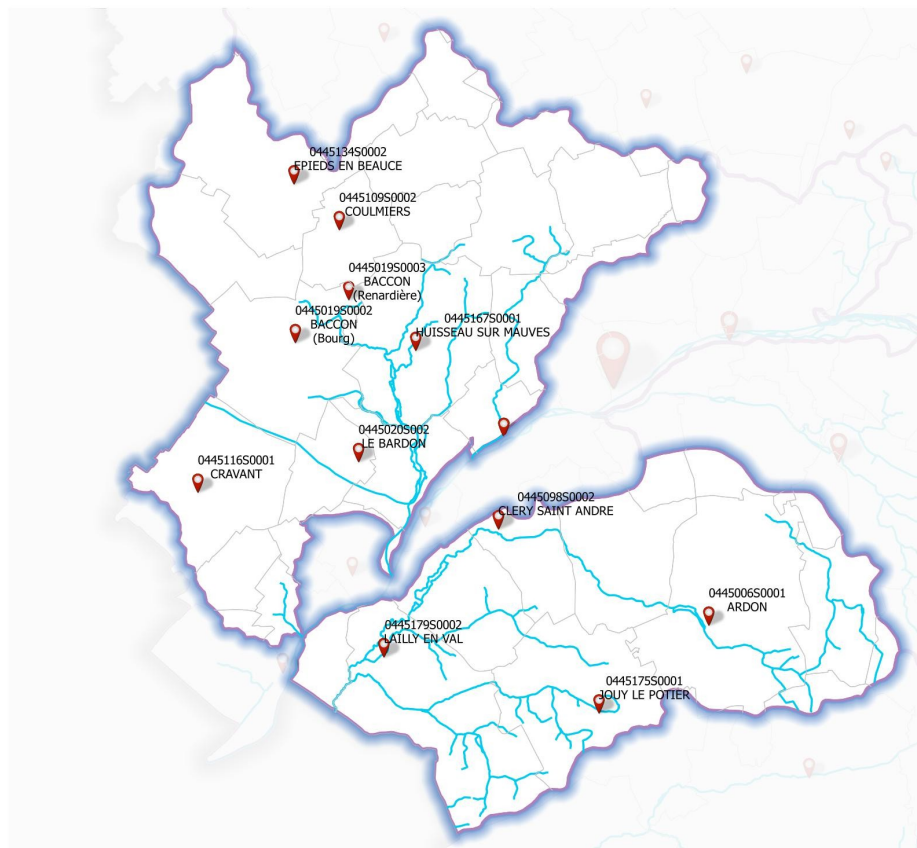 0445134S0002
EPIEDS EN BEAUCE
0445109S0002
COULMIERS
0445019S0003
BACCON
(Renardière)
0445019S0002
BACCON
(Bourg)
0445167S0001
HUISSEAU SUR MAUVES
0445020S002
LE BARDON
0445116S0001
CRAVANT
0445098S0002
CLERY SAINT ANDRE
0445006S0001
ARDON
0445179S0002
LAILLY EN VAL
0445175S0001
JOUY LE POTIER